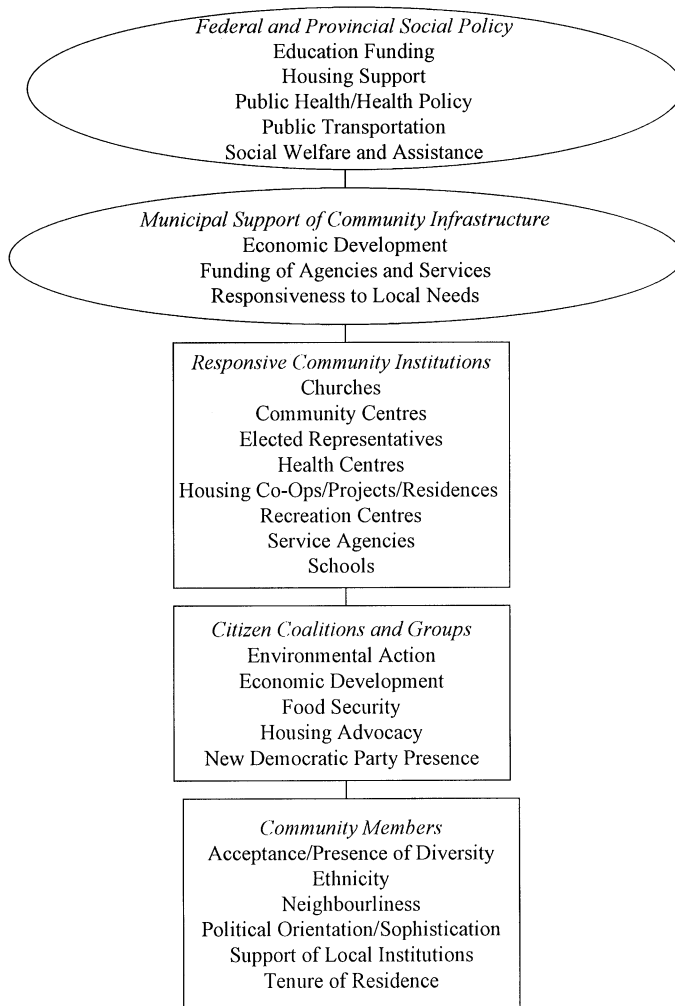 Federal and Provincial Social Policy
Education Funding
Housing Support
Public Health/Health Policy
Public Transportation
Social Welfare and Assistance
Municipal Support of Community Infrastructure
Economic Development
Funding of Agencies and Services
Responsiveness to Local Needs
Responsive Community Institutions
Churches
Community Centres
Elected Representatives
Health Centres
Housing Co-Ops/Projects/Residences
Recreation Centres
Service Agencies
Schools
Citizen Coalitions and Groups
Environmental Action
Economic Development
Food Security
Housing Advocacy
New Democratic Party Presence
Community Members
Acceptance/Presence of Diversity
Ethnicity
Neighbourliness
Political Orientation/Sophistication
Support of Local Institutions
Tenure of Residence